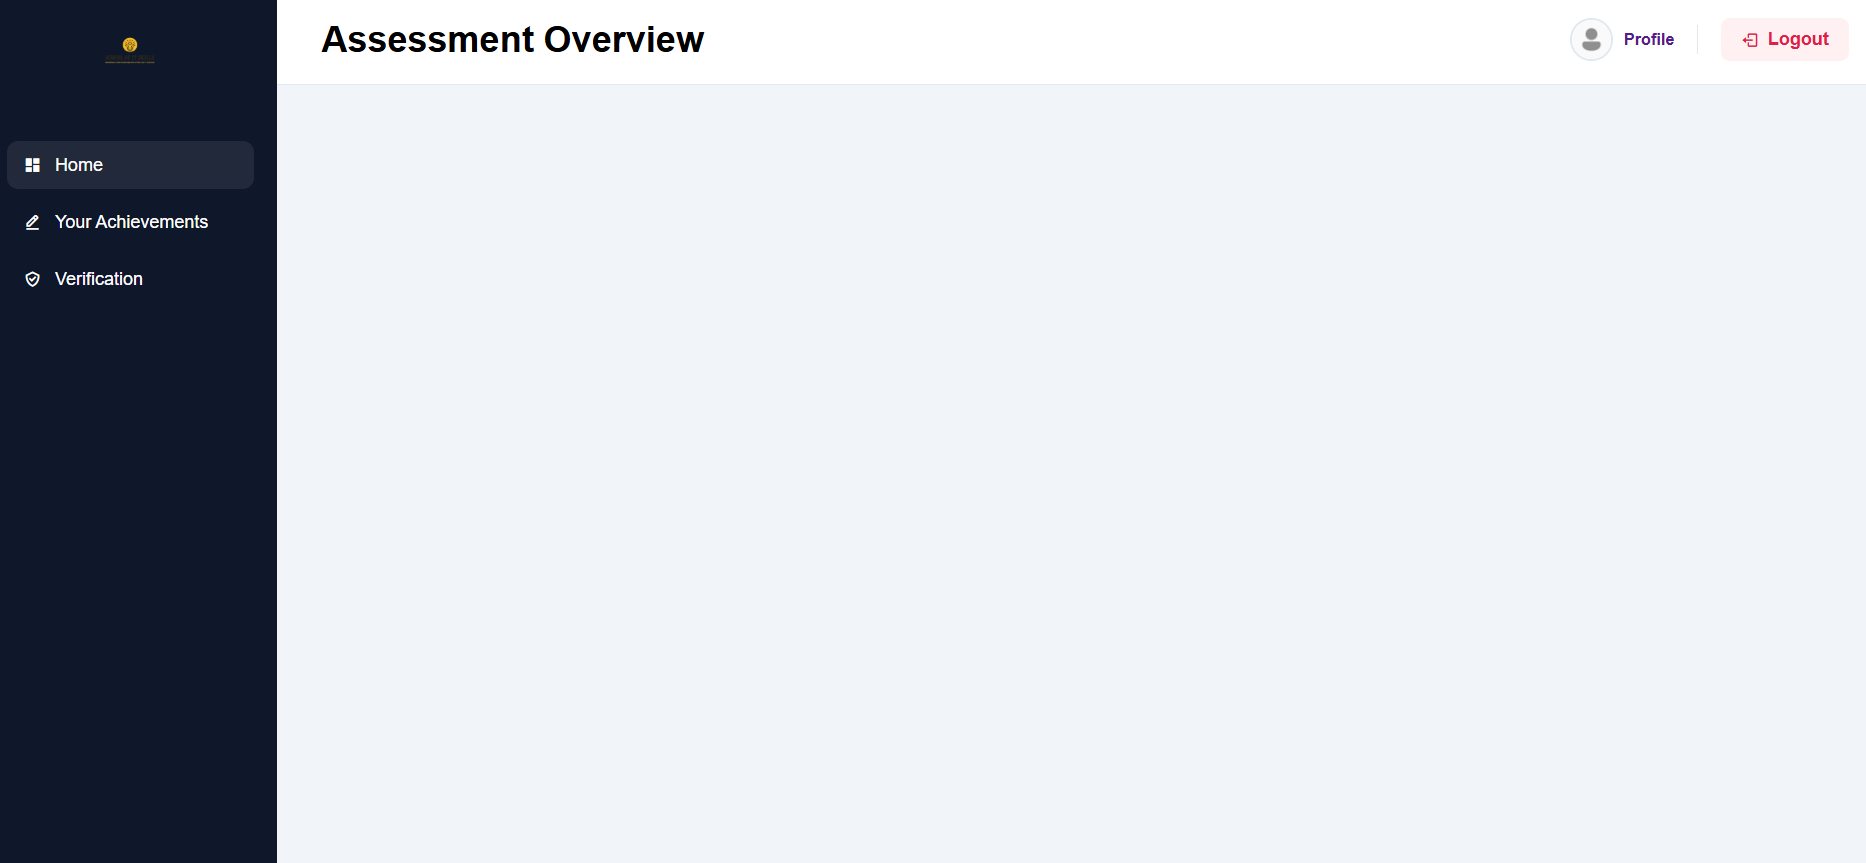 Assessment Overview
Profile
Logout
Home
Your Achievements
Verification